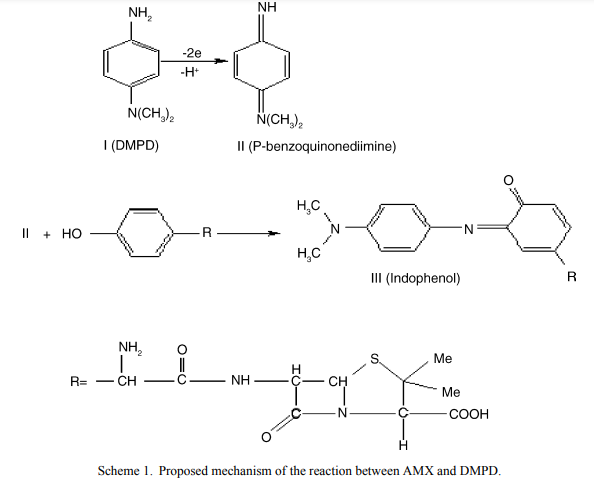 NH₂ NH
-2e
-H⁺
N(CH₃)₂ N(CH₃)₂
I (DMPD) II (P-benzoquinonediimine)
O
H₃C
II + HO R N N
H₃C
R
III (Indophenol)
NH₂ O
H S Me
R= CH C NH C CH
Me
C N C COOH
O
H
Scheme 1. Proposed mechanism of the reaction between AMX and DMPD.